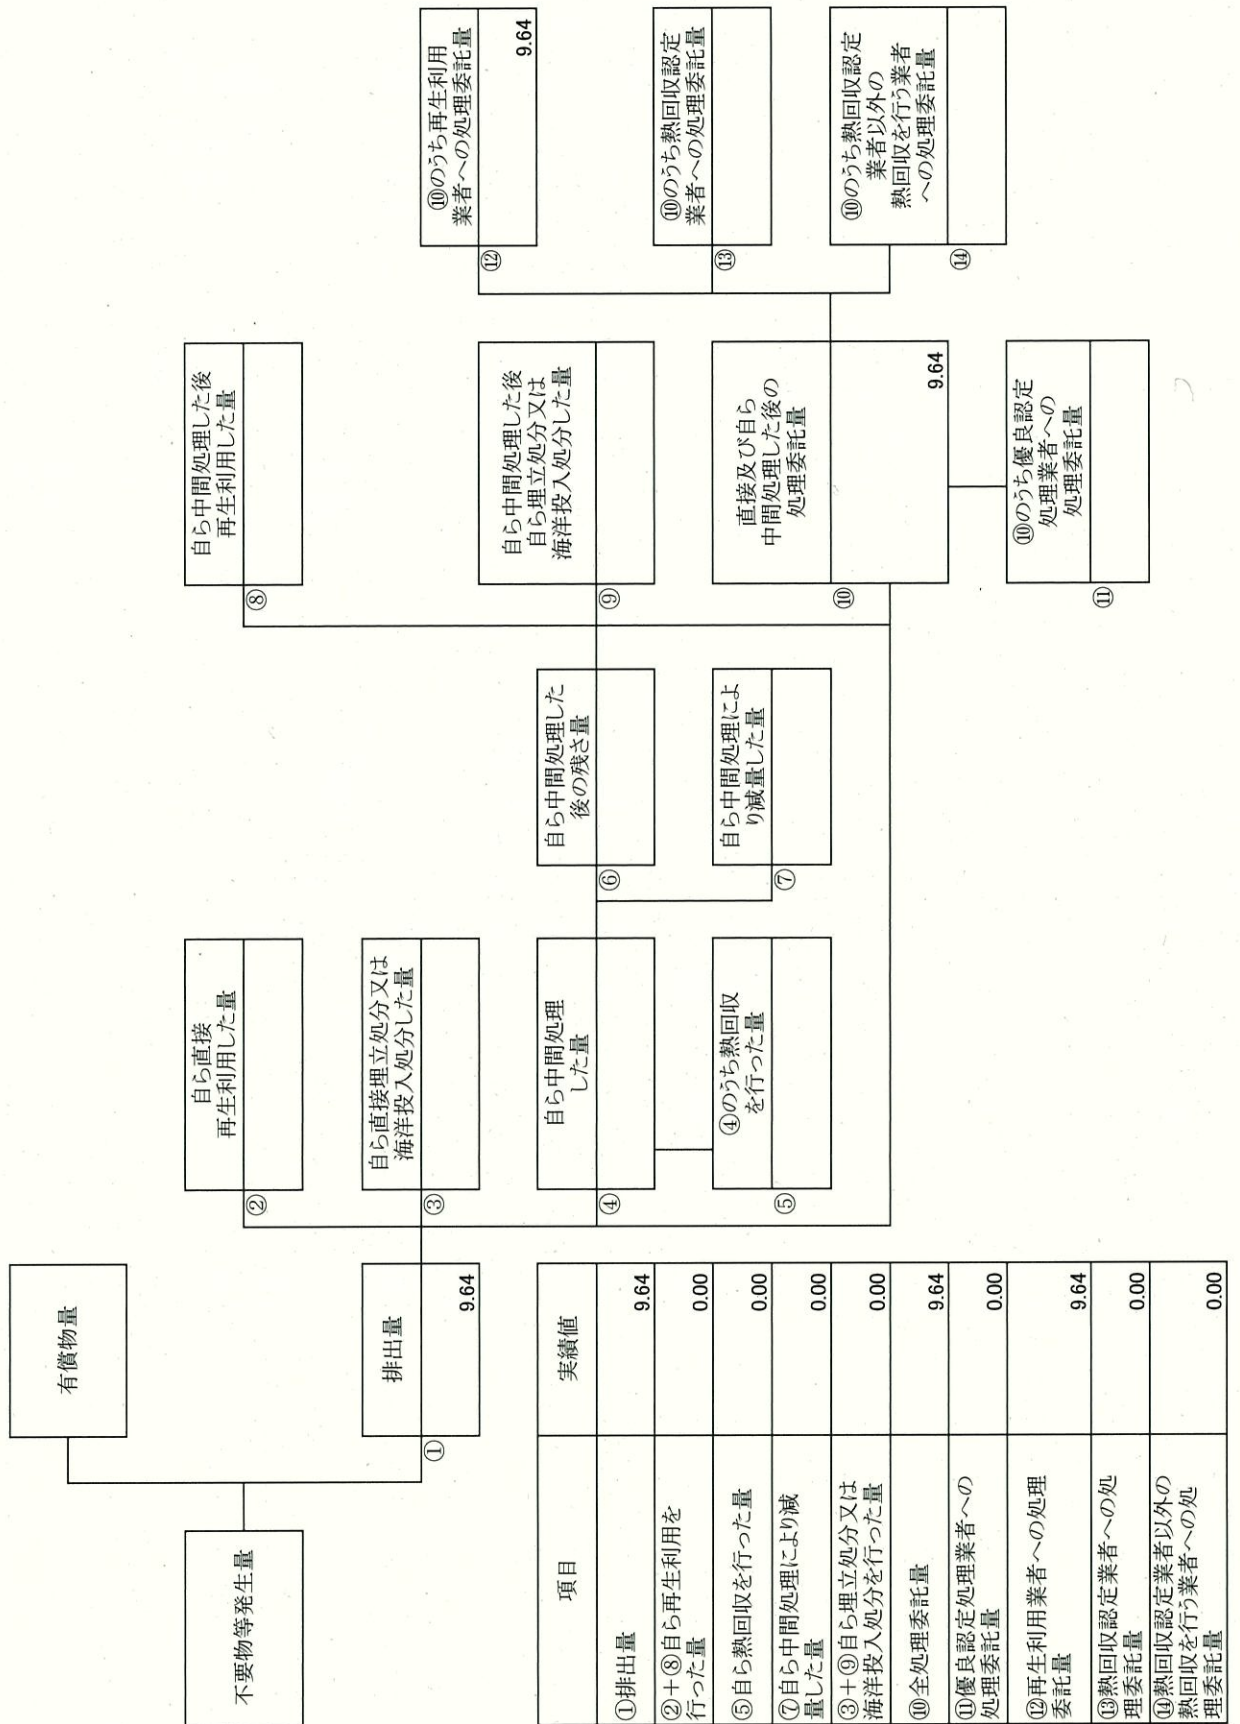 不要物等発生量
有償物量
排出量
①
9.64
自ら直接
再生利用した量
②
自ら直接埋立処分又は
海洋投入処分した量
③
自ら中間処理
した量
④
④のうち熱回収
を行った量
⑤
自ら中間処理した
後の残さ量
⑥
自ら中間処理によ
り減量した量
⑦
自ら中間処理した後
再生利用した量
⑧
自ら中間処理した後
自ら埋立処分又は
海洋投入処分した量
⑨
直接及び自ら
中間処理した後の
処理委託量
⑩
9.64
⑩のうち優良認定
処理業者への
処理委託量
⑪
⑩のうち再生利用
業者への処理委託量
⑫
9.64
⑩のうち熱回収認定
業者への処理委託量
⑬
⑩のうち熱回収認定
業者以外の
熱回収を行う業者
への処理委託量
⑭
項目 実績値
①排出量 9.64
②+⑧自ら再生利用を
行った量 0.00
⑤自ら熱回収を行った量 0.00
⑦自ら中間処理により減
量した量 0.00
③+⑨自ら埋立処分又は
海洋投入処分を行った量 0.00
⑩全処理委託量 9.64
⑪優良認定処理業者への
処理委託量 0.00
⑫再生利用業者への処理
委託量 9.64
⑬熱回収認定業者への処
理委託量 0.00
⑭熱回収認定業者以外の
熱回収を行う業者への処
理委託量 0.00